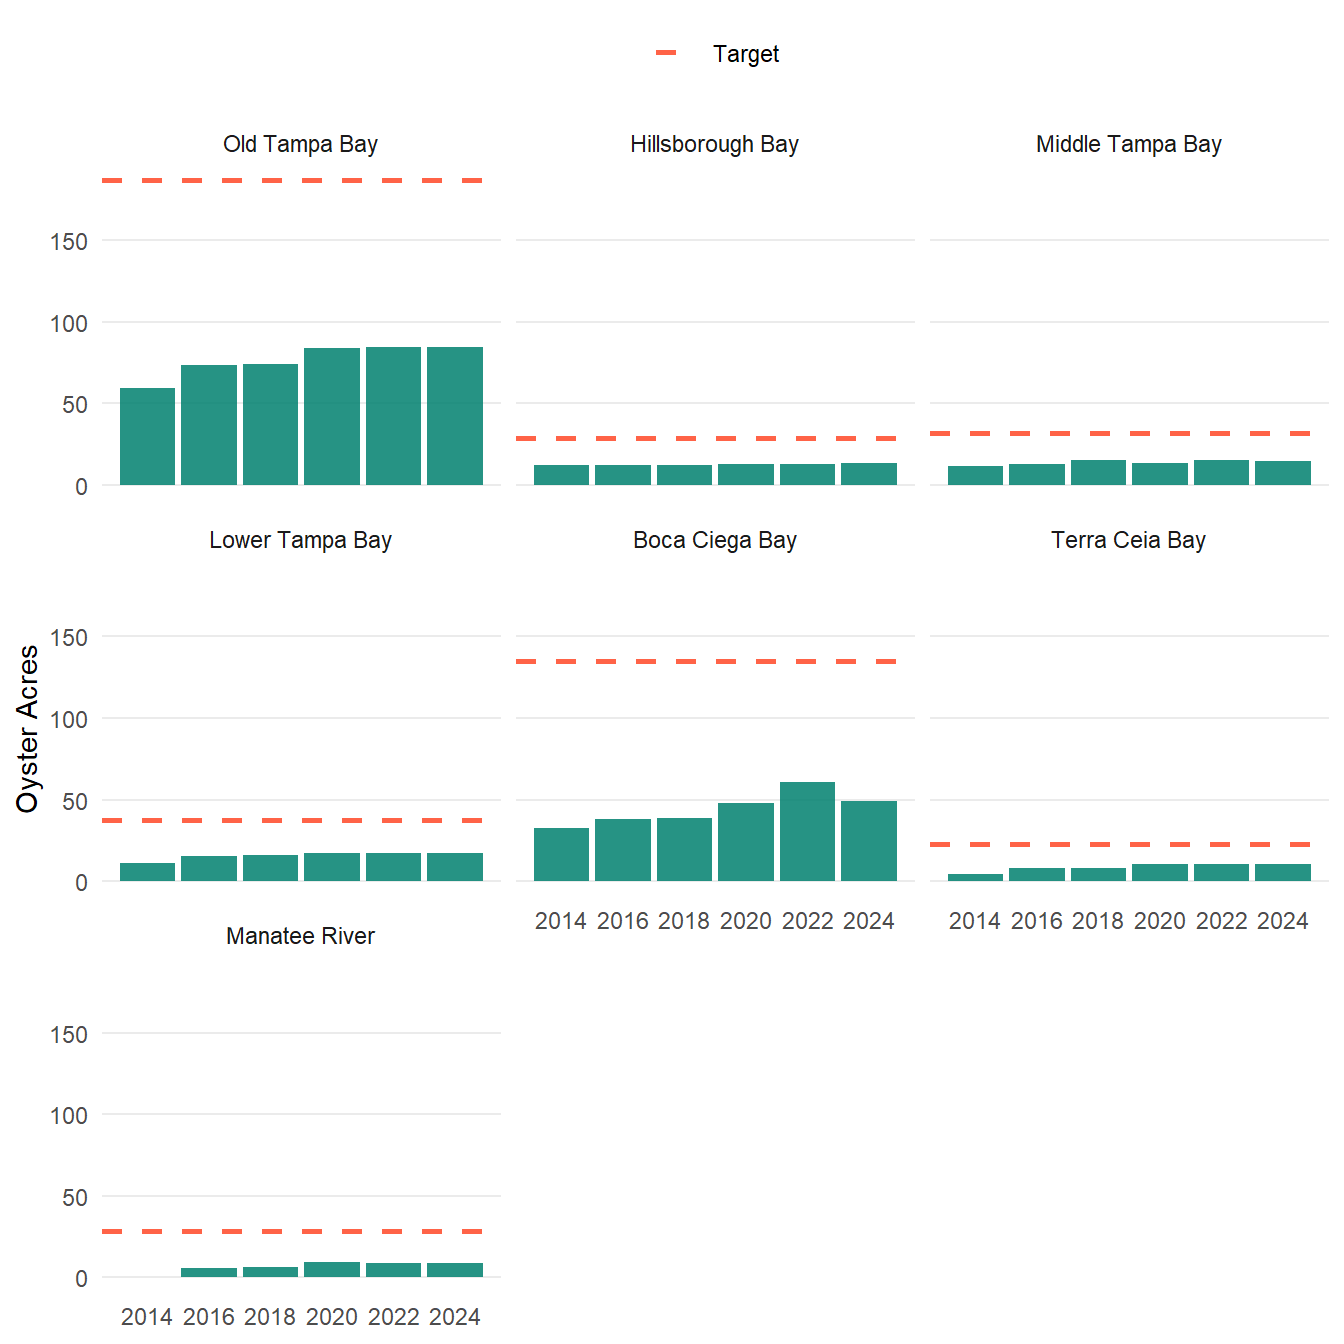 Target
Old Tampa Bay
Hillsborough Bay
Middle Tampa Bay
150
100
50
0
Lower Tampa Bay
Boca Ciega Bay
Terra Ceia Bay
Oyster Acres
150
100
50
0
2014 2016 2018 2020 2022 2024
2014 2016 2018 2020 2022 2024
Manatee River
150
100
50
0
2014 2016 2018 2020 2022 2024